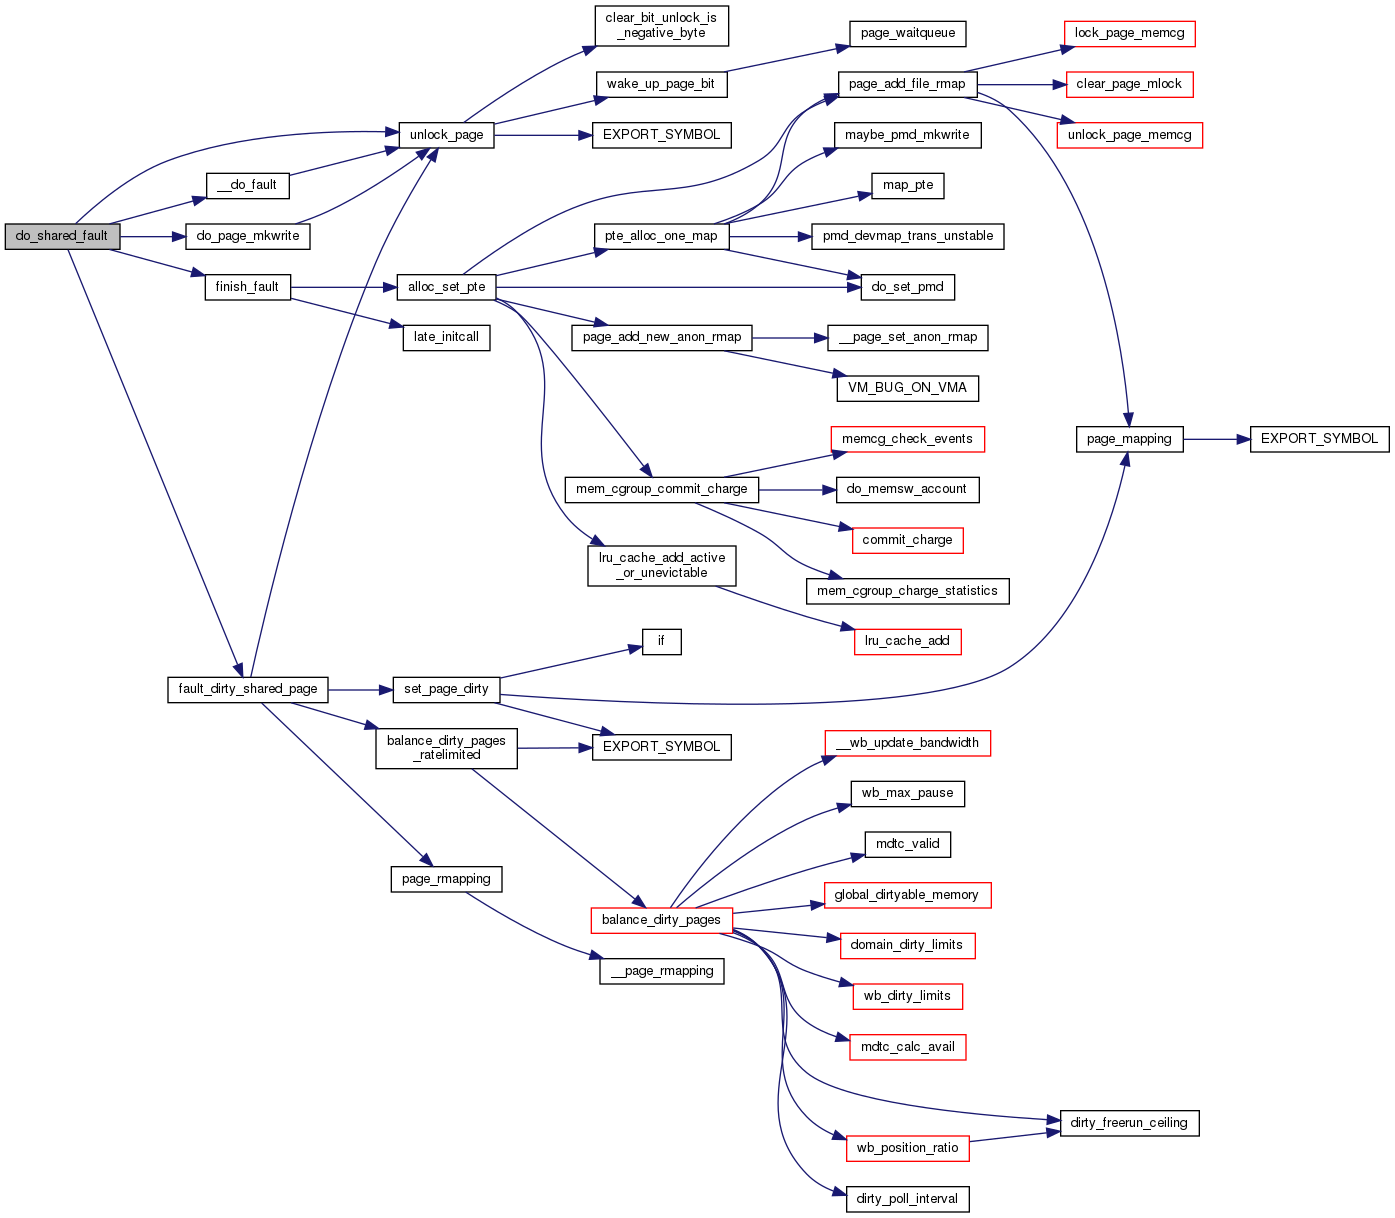 clear_bit_unlock_is
_negative_byte
page_waitqueue
lock_page_memcg
wake_up_page_bit
page_add_file_rmap
clear_page_mlock
unlock_page
EXPORT_SYMBOL
maybe_pmd_mkwrite
unlock_page_memcg
__do_fault
map_pte
do_shared_fault
do_page_mkwrite
pte_alloc_one_map
pmd_devmap_trans_unstable
finish_fault
alloc_set_pte
do_set_pmd
late_initcall
page_add_new_anon_rmap
__page_set_anon_rmap
VM_BUG_ON_VMA
memcg_check_events
page_mapping
EXPORT_SYMBOL
mem_cgroup_commit_charge
do_memsw_account
commit_charge
lru_cache_add_active
_or_unevictable
mem_cgroup_charge_statistics
if
lru_cache_add
fault_dirty_shared_page
set_page_dirty
balance_dirty_pages
_ratelimited
EXPORT_SYMBOL
__wb_update_bandwidth
wb_max_pause
mdtc_valid
page_rmapping
global_dirtyable_memory
balance_dirty_pages
domain_dirty_limits
__page_rmapping
wb_dirty_limits
mdtc_calc_avail
dirty_freerun_ceiling
wb_position_ratio
dirty_poll_interval